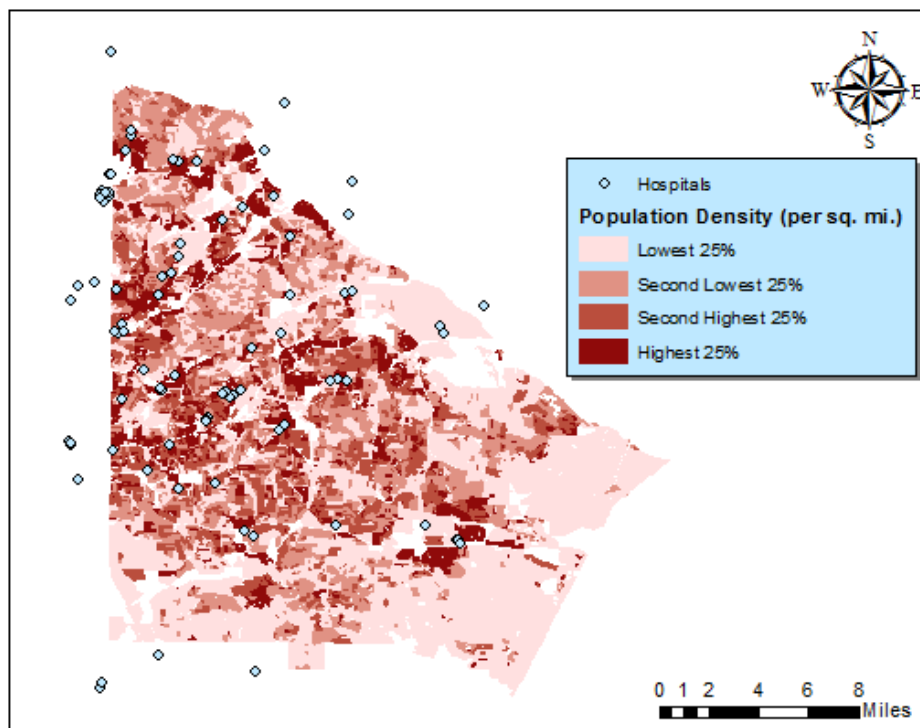 N
W E
S
Hospitals
Population Density (per sq. mi.)
Lowest 25%
Second Lowest 25%
Second Highest 25%
Highest 25%
0 1 2 4 6 8
Miles